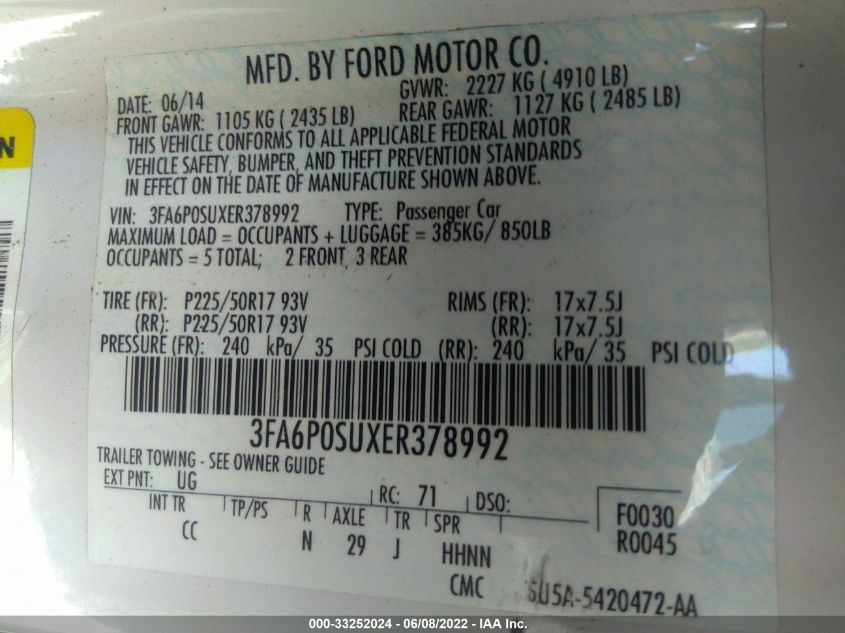 MFD. BY FORD MOTOR CO.
DATE: 06/14 GVWR: 2227 KG ( 4910 LB)
FRONT GAWR: 1105 KG ( 2435 LB) REAR GAWR: 1127 KG ( 2485 LB)
THIS VEHICLE CONFORMS TO ALL APPLICABLE FEDERAL MOTOR
VEHICLE SAFETY, BUMPER, AND THEFT PREVENTION STANDARDS
IN EFFECT ON THE DATE OF MANUFACTURE SHOWN ABOVE.
VIN: 3FA6P0SUXER378992 TYPE: Passenger Car
MAXIMUM LOAD = OCCUPANTS + LUGGAGE = 385KG/ 850LB
OCCUPANTS = 5 TOTAL; 2 FRONT, 3 REAR
TIRE (FR): P225/50R17 93V RIMS (FR): 17x7.5J
(RR): P225/50R17 93V (RR): 17x7.5J
PRESSURE (FR): 240 kPa/ 35 PSI COLD (RR): 240 kPa/ 35 PSI COLD
3FA6P0SUXER378992
TRAILER TOWING - SEE OWNER GUIDE
EXT PNT: UG RC: 71 DSO:
INT TR TP/PS R AXLE TR SPR F0030
CC N 29 J HHNN R0045
CMC 5U5A-5420472-AA
N
000-33252024 - 06/08/2022 - IAA Inc.